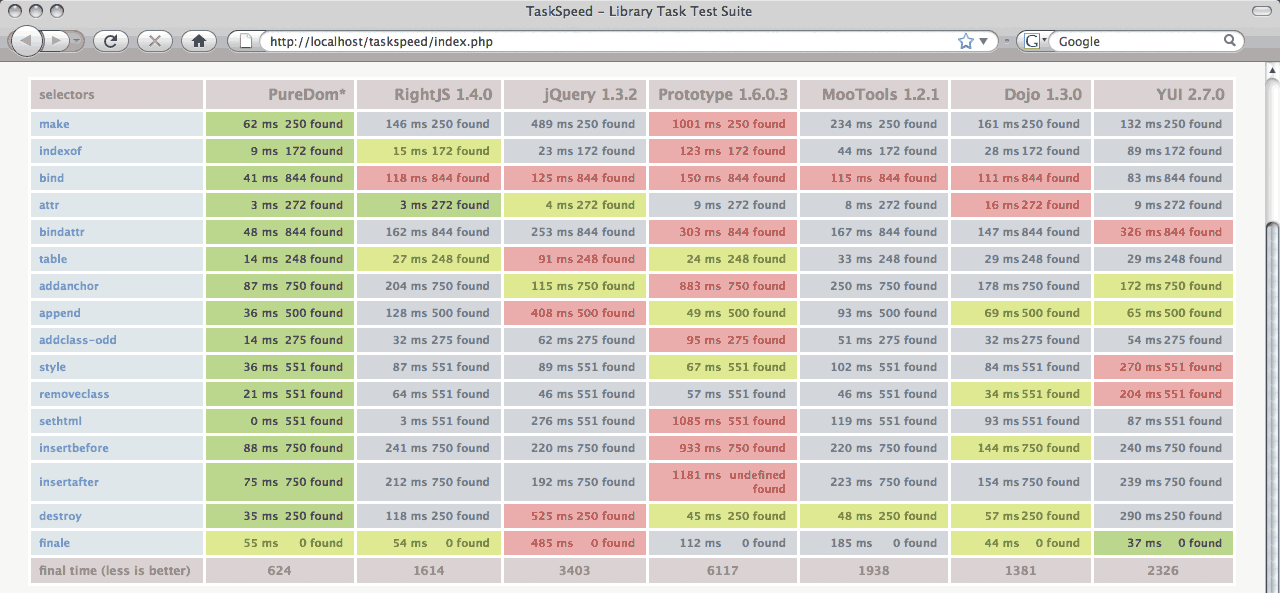 TaskSpeed – Library Task Test Suite
http://localhost/taskspeed/index.php
G Google
selectors PureDom* RightJS 1.4.0 jQuery 1.3.2 Prototype 1.6.0.3 MooTools 1.2.1 Dojo 1.3.0 YUI 2.7.0
make 62 ms 250 found 146 ms 250 found 489 ms 250 found 1001 ms 250 found 234 ms 250 found 161 ms 250 found 132 ms 250 found
indexof 9 ms 172 found 15 ms 172 found 23 ms 172 found 123 ms 172 found 44 ms 172 found 28 ms 172 found 89 ms 172 found
bind 41 ms 844 found 118 ms 844 found 125 ms 844 found 150 ms 844 found 115 ms 844 found 111 ms 844 found 83 ms 844 found
attr 3 ms 272 found 3 ms 272 found 4 ms 272 found 9 ms 272 found 8 ms 272 found 16 ms 272 found 9 ms 272 found
bindattr 48 ms 844 found 162 ms 844 found 253 ms 844 found 303 ms 844 found 167 ms 844 found 147 ms 844 found 326 ms 844 found
table 14 ms 248 found 27 ms 248 found 91 ms 248 found 24 ms 248 found 33 ms 248 found 29 ms 248 found 29 ms 248 found
addanchor 87 ms 750 found 204 ms 750 found 115 ms 750 found 883 ms 750 found 250 ms 750 found 178 ms 750 found 172 ms 750 found
append 36 ms 500 found 128 ms 500 found 408 ms 500 found 49 ms 500 found 93 ms 500 found 69 ms 500 found 65 ms 500 found
addclass-odd 14 ms 275 found 32 ms 275 found 62 ms 275 found 95 ms 275 found 51 ms 275 found 32 ms 275 found 54 ms 275 found
style 36 ms 551 found 87 ms 551 found 89 ms 551 found 67 ms 551 found 102 ms 551 found 84 ms 551 found 270 ms 551 found
removeclass 21 ms 551 found 64 ms 551 found 46 ms 551 found 57 ms 551 found 46 ms 551 found 34 ms 551 found 204 ms 551 found
sethtml 0 ms 551 found 3 ms 551 found 276 ms 551 found 1085 ms 551 found 119 ms 551 found 93 ms 551 found 87 ms 551 found
insertbefore 88 ms 750 found 241 ms 750 found 220 ms 750 found 933 ms 750 found 220 ms 750 found 144 ms 750 found 240 ms 750 found
insertafter 75 ms 750 found 212 ms 750 found 192 ms 750 found 1181 ms undefined found 223 ms 750 found 154 ms 750 found 239 ms 750 found
destroy 35 ms 250 found 118 ms 250 found 525 ms 250 found 45 ms 250 found 48 ms 250 found 57 ms 250 found 290 ms 250 found
finale 55 ms 0 found 54 ms 0 found 485 ms 0 found 112 ms 0 found 185 ms 0 found 44 ms 0 found 37 ms 0 found
final time (less is better) 624 1614 3403 6117 1938 1381 2326